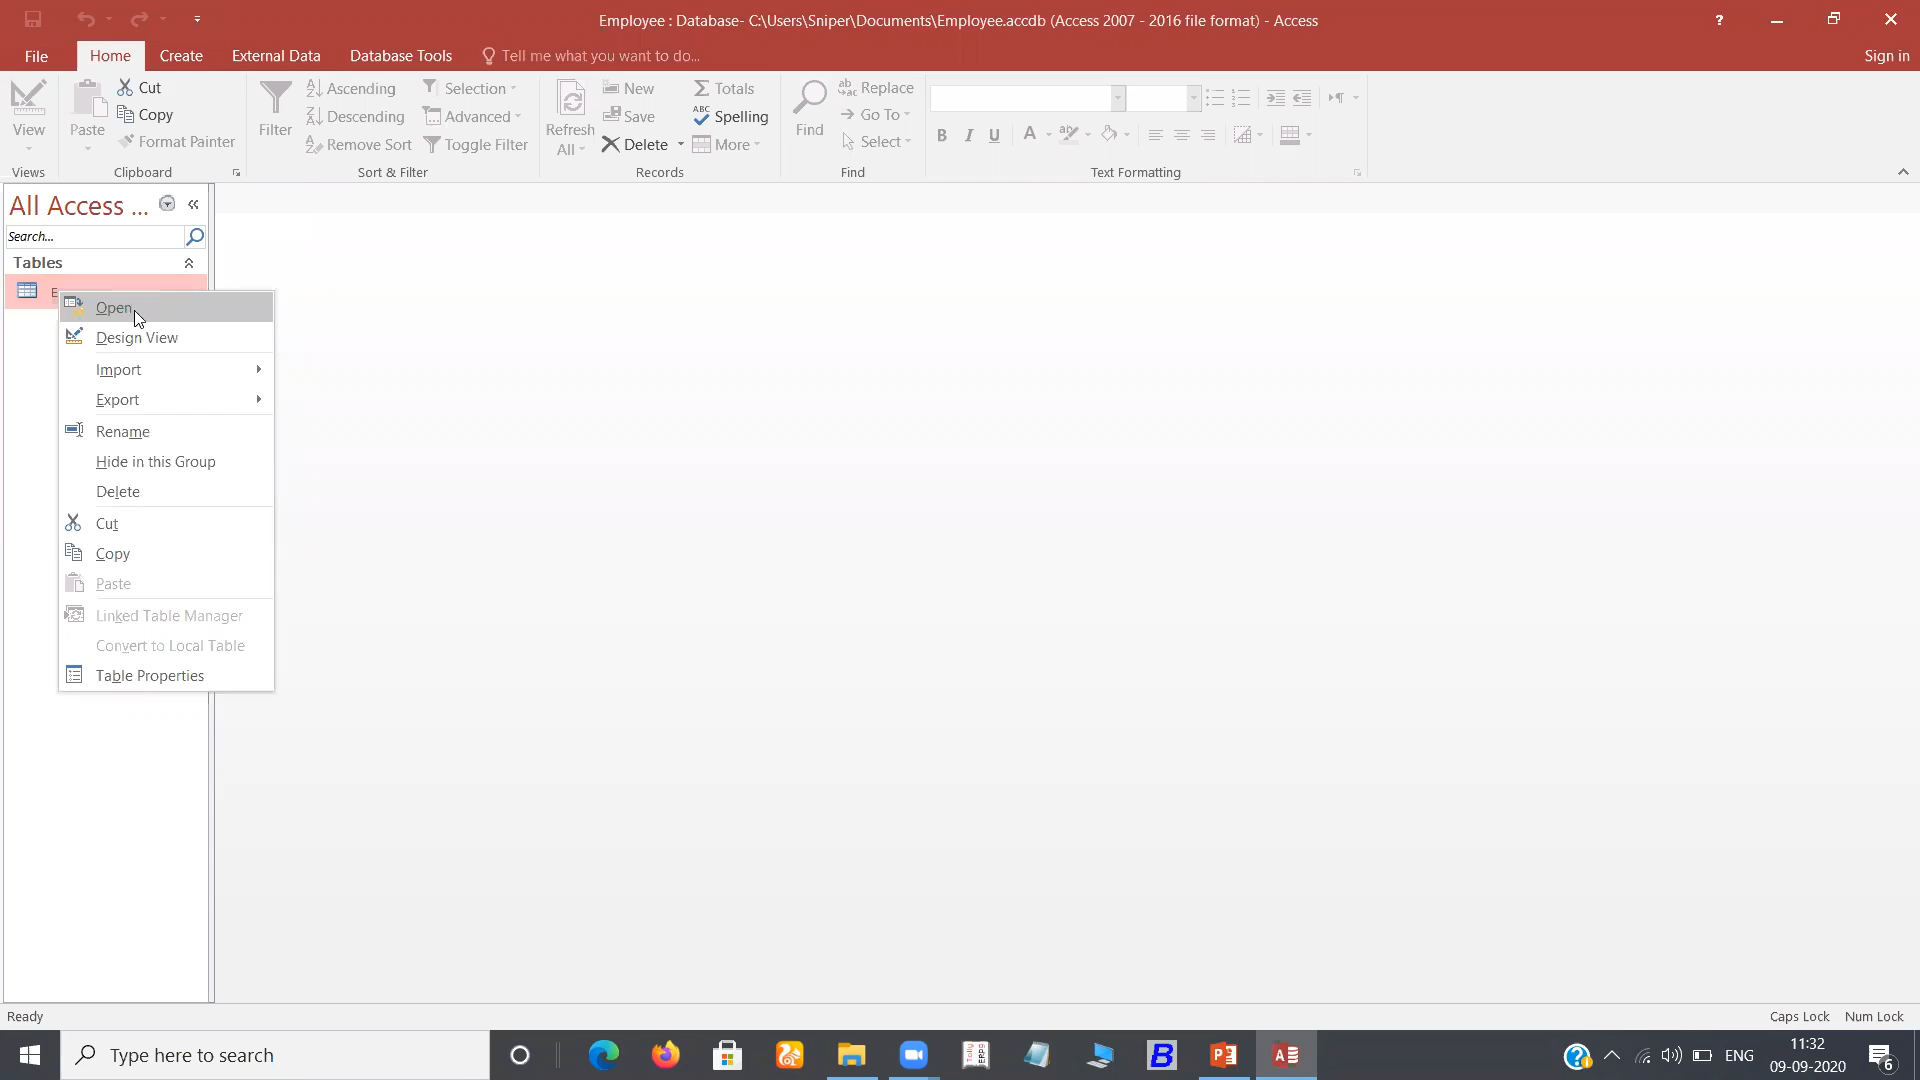 Employee : Database- C:\Users\Sniper\Documents\Employee.accdb (Access 2007 - 2016 file format) - Access
?
File
Home
Create
External Data
Database Tools
Tell me what you want to do...
Sign in
View
Views
Paste
Cut
Copy
Format Painter
Clipboard
Filter
Ascending
Descending
Remove Sort
Selection
Advanced
Toggle Filter
Sort & Filter
Refresh
All
New
Save
Delete
Totals
Spelling
More
Records
Find
Replace
Go To
Select
Find
B I U A
Text Formatting
All Access ...
Search...
Tables
E
Open
Design View
Import
Export
Rename
Hide in this Group
Delete
Cut
Copy
Paste
Linked Table Manager
Convert to Local Table
Table Properties
Ready
Caps Lock
Num Lock
Type here to search
ENG
11:32
09-09-2020
6